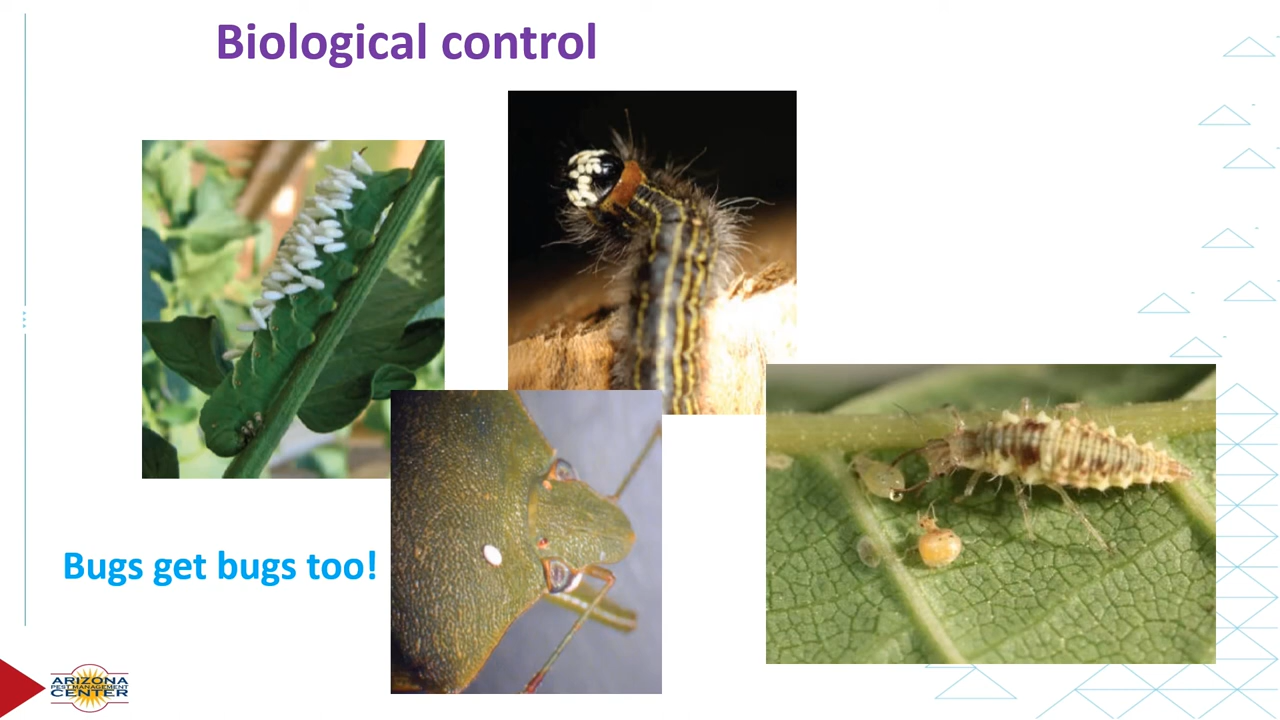 Biological control
Bugs get bugs too!
ARIZONA
PEST MANAGEMENT
CENTER